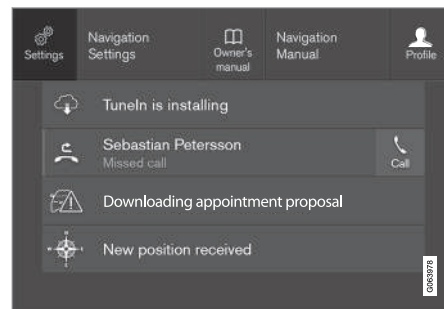 Settings
Navigation
Settings
Owner's
manual
Navigation
Manual
Profile
TuneIn is installing
Sebastian Petersson
Missed call
Call
Downloading appointment proposal
New position received
G063978